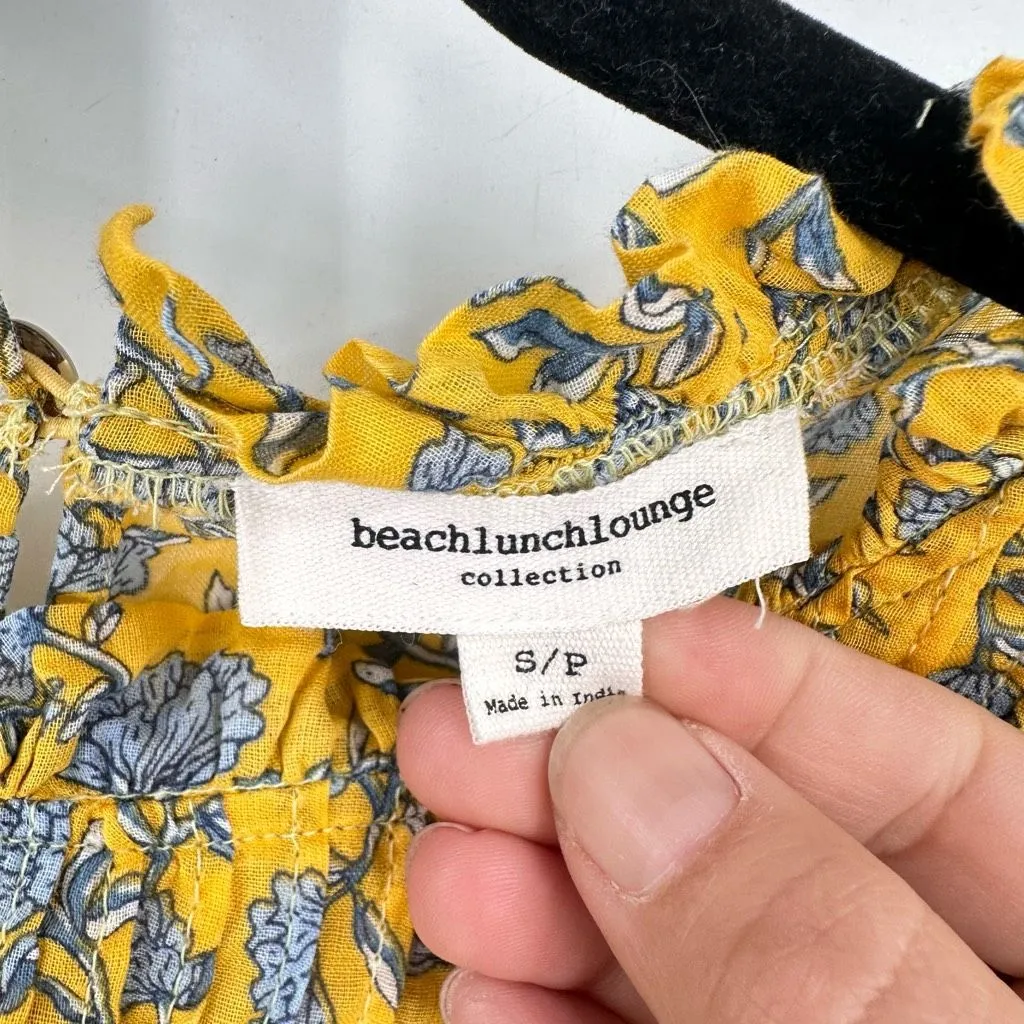 beachlunchlounge
collection
S/P
Made in India